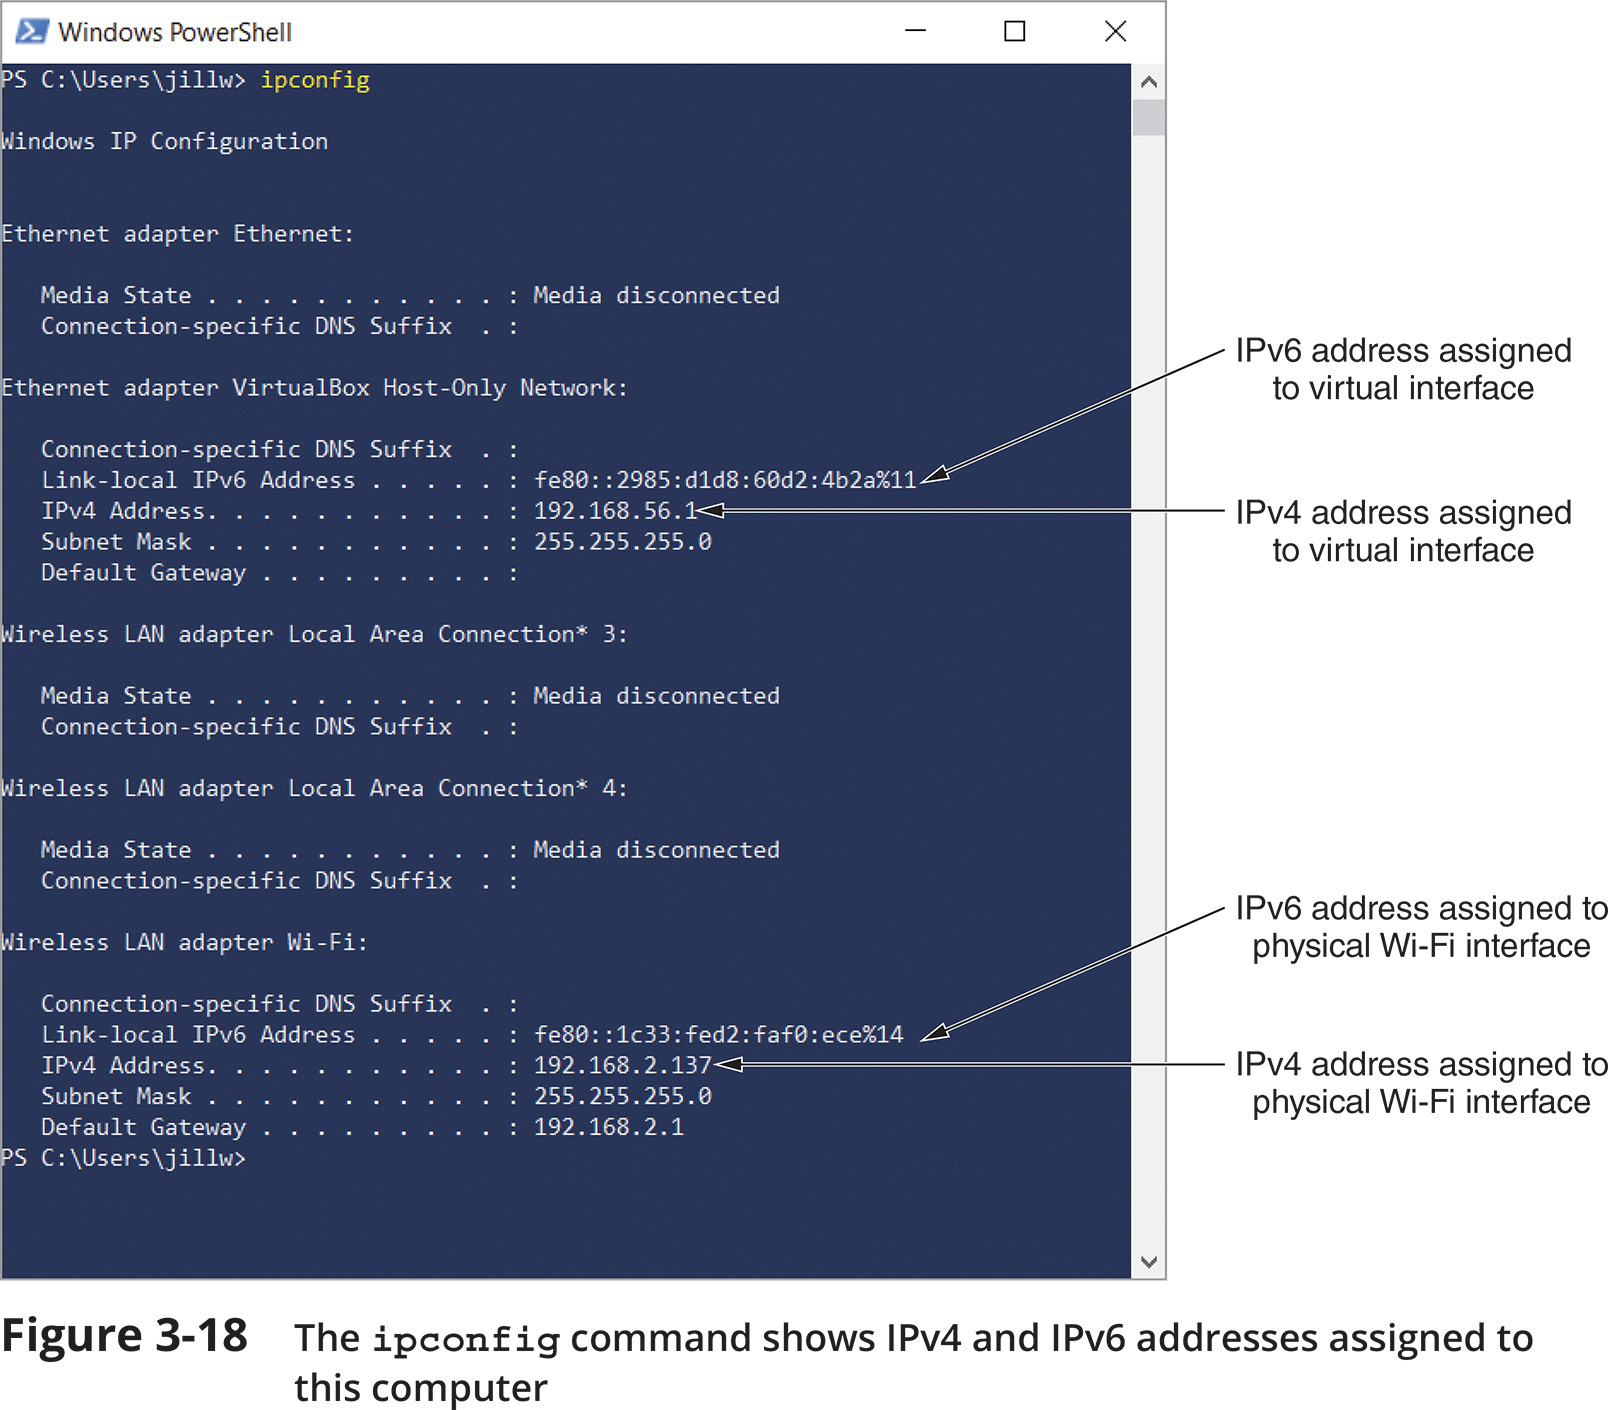 Windows PowerShell
PS C:\Users\jillw> ipconfig
Windows IP Configuration
Ethernet adapter Ethernet:
Media State . . . . . . . . . . . : Media disconnected
Connection-specific DNS Suffix  . :
Ethernet adapter VirtualBox Host-Only Network:
Connection-specific DNS Suffix  . :
Link-local IPv6 Address . . . . . : fe80::2985:d1d8:60d2:4b2a%11
IPv4 Address. . . . . . . . . . . : 192.168.56.1
Subnet Mask . . . . . . . . . . . : 255.255.255.0
Default Gateway . . . . . . . . . :
Wireless LAN adapter Local Area Connection* 3:
Media State . . . . . . . . . . . : Media disconnected
Connection-specific DNS Suffix  . :
Wireless LAN adapter Local Area Connection* 4:
Media State . . . . . . . . . . . : Media disconnected
Connection-specific DNS Suffix  . :
Wireless LAN adapter Wi-Fi:
Connection-specific DNS Suffix  . :
Link-local IPv6 Address . . . . . : fe80::1c33:fed2:faf0:ece%14
IPv4 Address. . . . . . . . . . . : 192.168.2.137
Subnet Mask . . . . . . . . . . . : 255.255.255.0
Default Gateway . . . . . . . . . : 192.168.2.1
PS C:\Users\jillw>
IPv6 address assigned
to virtual interface
IPv4 address assigned
to virtual interface
IPv6 address assigned to
physical Wi-Fi interface
IPv4 address assigned to
physical Wi-Fi interface
Figure 3-18 The ipconfig command shows IPv4 and IPv6 addresses assigned to
this computer